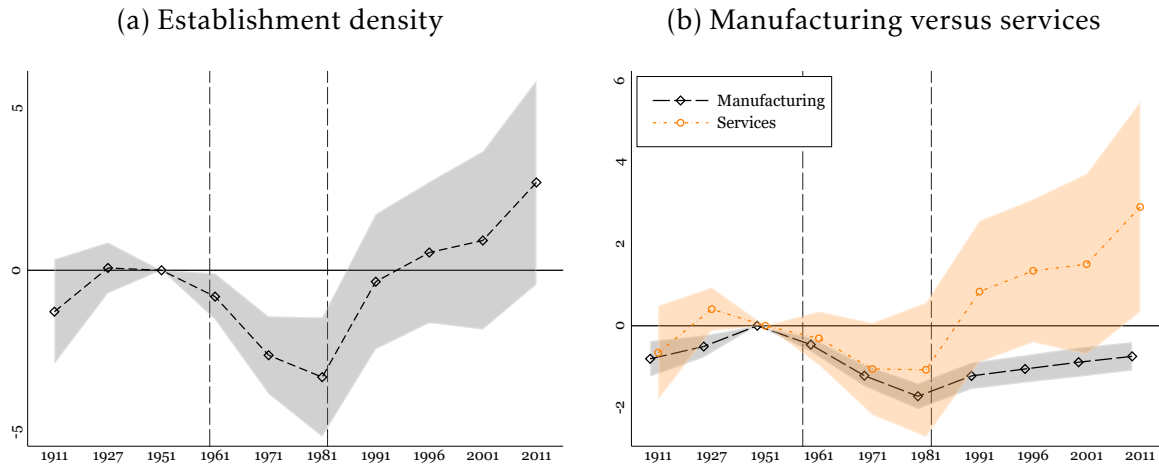 (a) Establishment density
5
0
-5
1911 1927 1951 1961 1971 1981 1991 1996 2001 2011
(b) Manufacturing versus services
6
4
2
0
-2
Manufacturing
Services
1911 1927 1951 1961 1971 1981 1991 1996 2001 2011